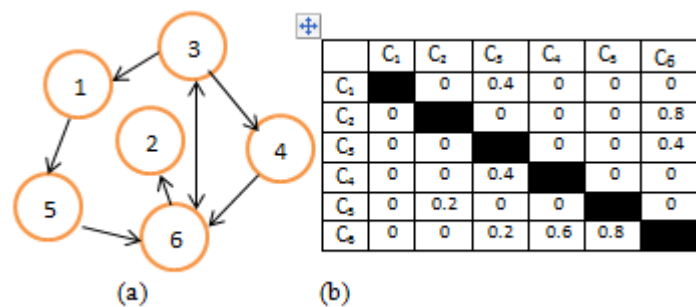 3
1
2
4
5
6
(a)
C₁ C₂ C₃ C₄ C₅ C6
C₁ 0 0.4 0 0 0
C₂ 0 0 0 0 0.8
C₃ 0 0 0 0 0.4
C₄ 0 0 0.4 0 0
C₅ 0 0.2 0 0 0
C₆ 0 0 0.2 0.6 0.8
(b)